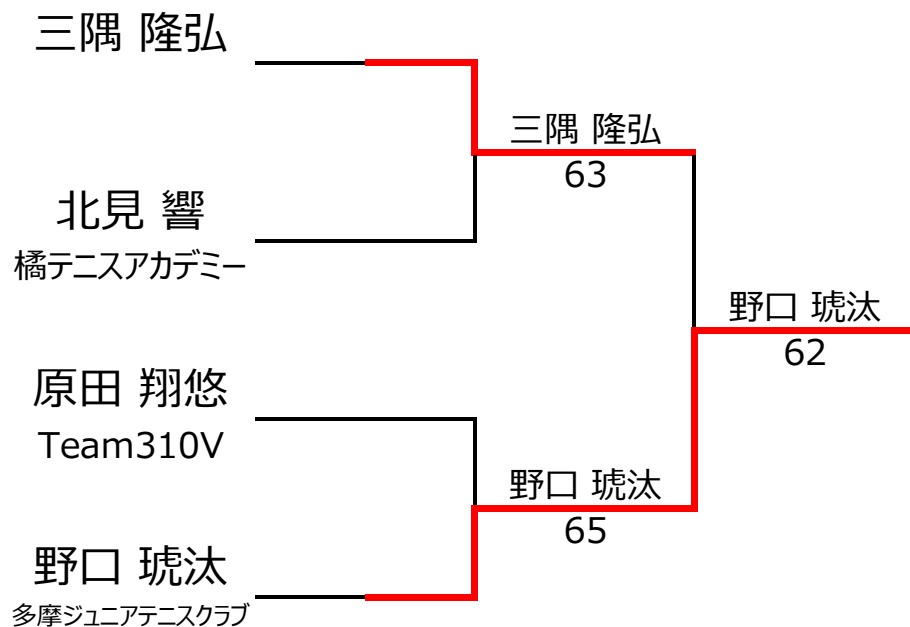 三隅 隆弘
三隅 隆弘
63
北見 響
橘テニスアカデミー
野口 琥汰
62
原田 翔悠
Team310V
野口 琥汰
65
野口 琥汰
多摩ジュニアテニスクラブ